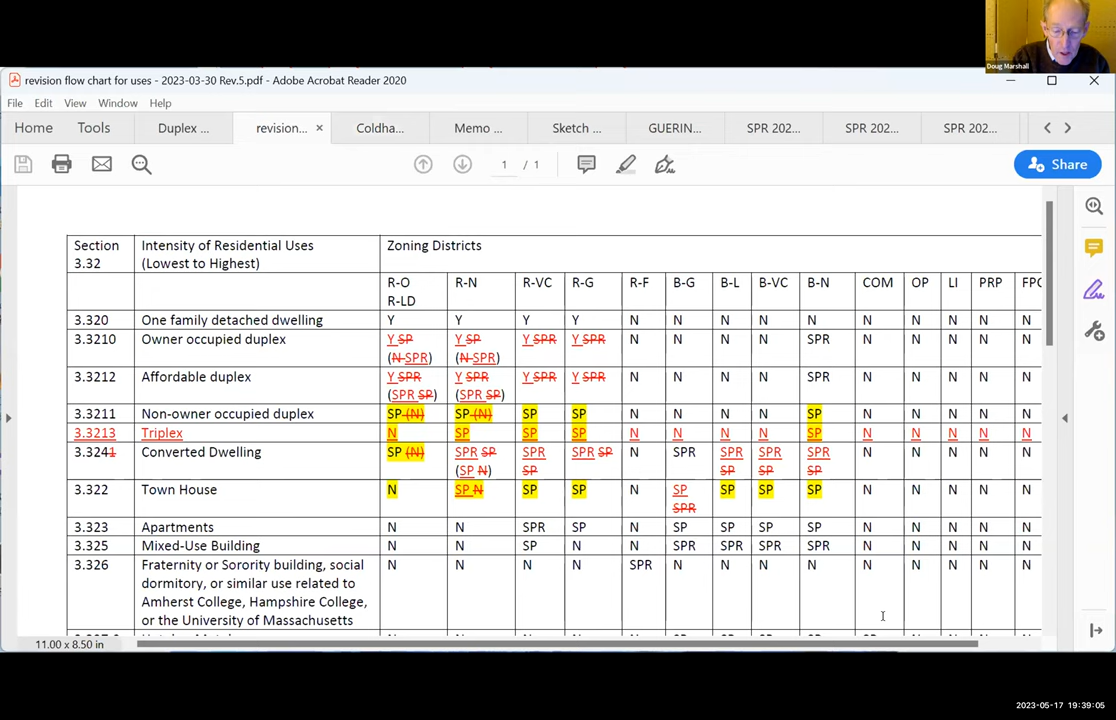 Doug Marshall
revision flow chart for uses - 2023-03-30 Rev.5.pdf - Adobe Acrobat Reader 2020
File Edit View Window Help
Home Tools Duplex ... revision... × Coldha... Memo ... Sketch ... GUERIN... SPR 202... SPR 202... SPR 202...
1 / 1 Share
Section 3.32 Intensity of Residential Uses (Lowest to Highest) Zoning Districts
R-O R-LD R-N R-VC R-G R-F B-G B-L B-VC B-N COM OP LI PRP FPC
3.320 One family detached dwelling Y Y Y Y N N N N N N N N N N
3.3210 Owner occupied duplex Y SP (N SPR) Y SP (N SPR) Y SPR Y SPR N N N N SPR N N N N N
3.3212 Affordable duplex Y SPR (SPR SP) Y SPR (SPR SP) Y SPR Y SPR N N N N SPR N N N N N
3.3211 Non-owner occupied duplex SP (N) SP (N) SP SP N N N N SP N N N N N
3.3213 Triplex N SP SP SP N N N N SP N N N N N
3.3241 Converted Dwelling SP (N) SPR SP (SP N) SPR SP SPR SP N SPR SPR SP SPR SP SPR SP N N N N N
3.322 Town House N SP N SP SP N SP SPR SP SP SP N N N N N
3.323 Apartments N N SPR SP N SP SP SP SP N N N N N
3.325 Mixed-Use Building N N SP N N SPR SPR SPR SPR N N N N N
3.326 Fraternity or Sorority building, social N N N N SPR N N N N N N N N N
dormitory, or similar use related to
Amherst College, Hampshire College,
or the University of Massachusetts
11.00 x 8.50 in
2023-05-17 19:39:05